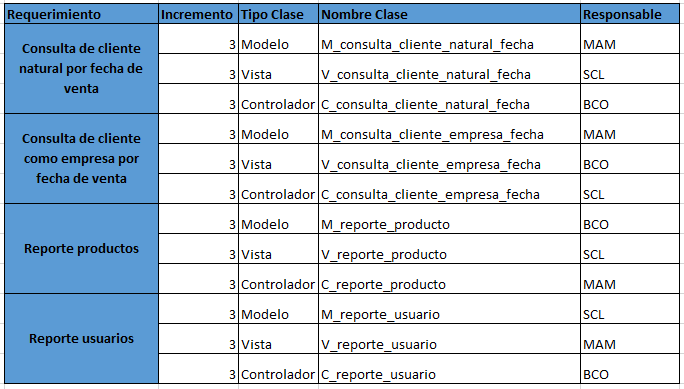 Requerimiento Incremento Tipo Clase Nombre Clase Responsable
Consulta de cliente
natural por fecha de
venta
3 Modelo M_consulta_cliente_natural_fecha MAM
3 Vista V_consulta_cliente_natural_fecha SCL
3 Controlador C_consulta_cliente_natural_fecha BCO
Consulta de cliente
como empresa por
fecha de venta
3 Modelo M_consulta_cliente_empresa_fecha MAM
3 Vista V_consulta_cliente_empresa_fecha BCO
3 Controlador C_consulta_cliente_empresa_fecha SCL
Reporte productos
3 Modelo M_reporte_producto BCO
3 Vista V_reporte_producto SCL
3 Controlador C_reporte_producto MAM
Reporte usuarios
3 Modelo M_reporte_usuario SCL
3 Vista V_reporte_usuario MAM
3 Controlador C_reporte_usuario BCO